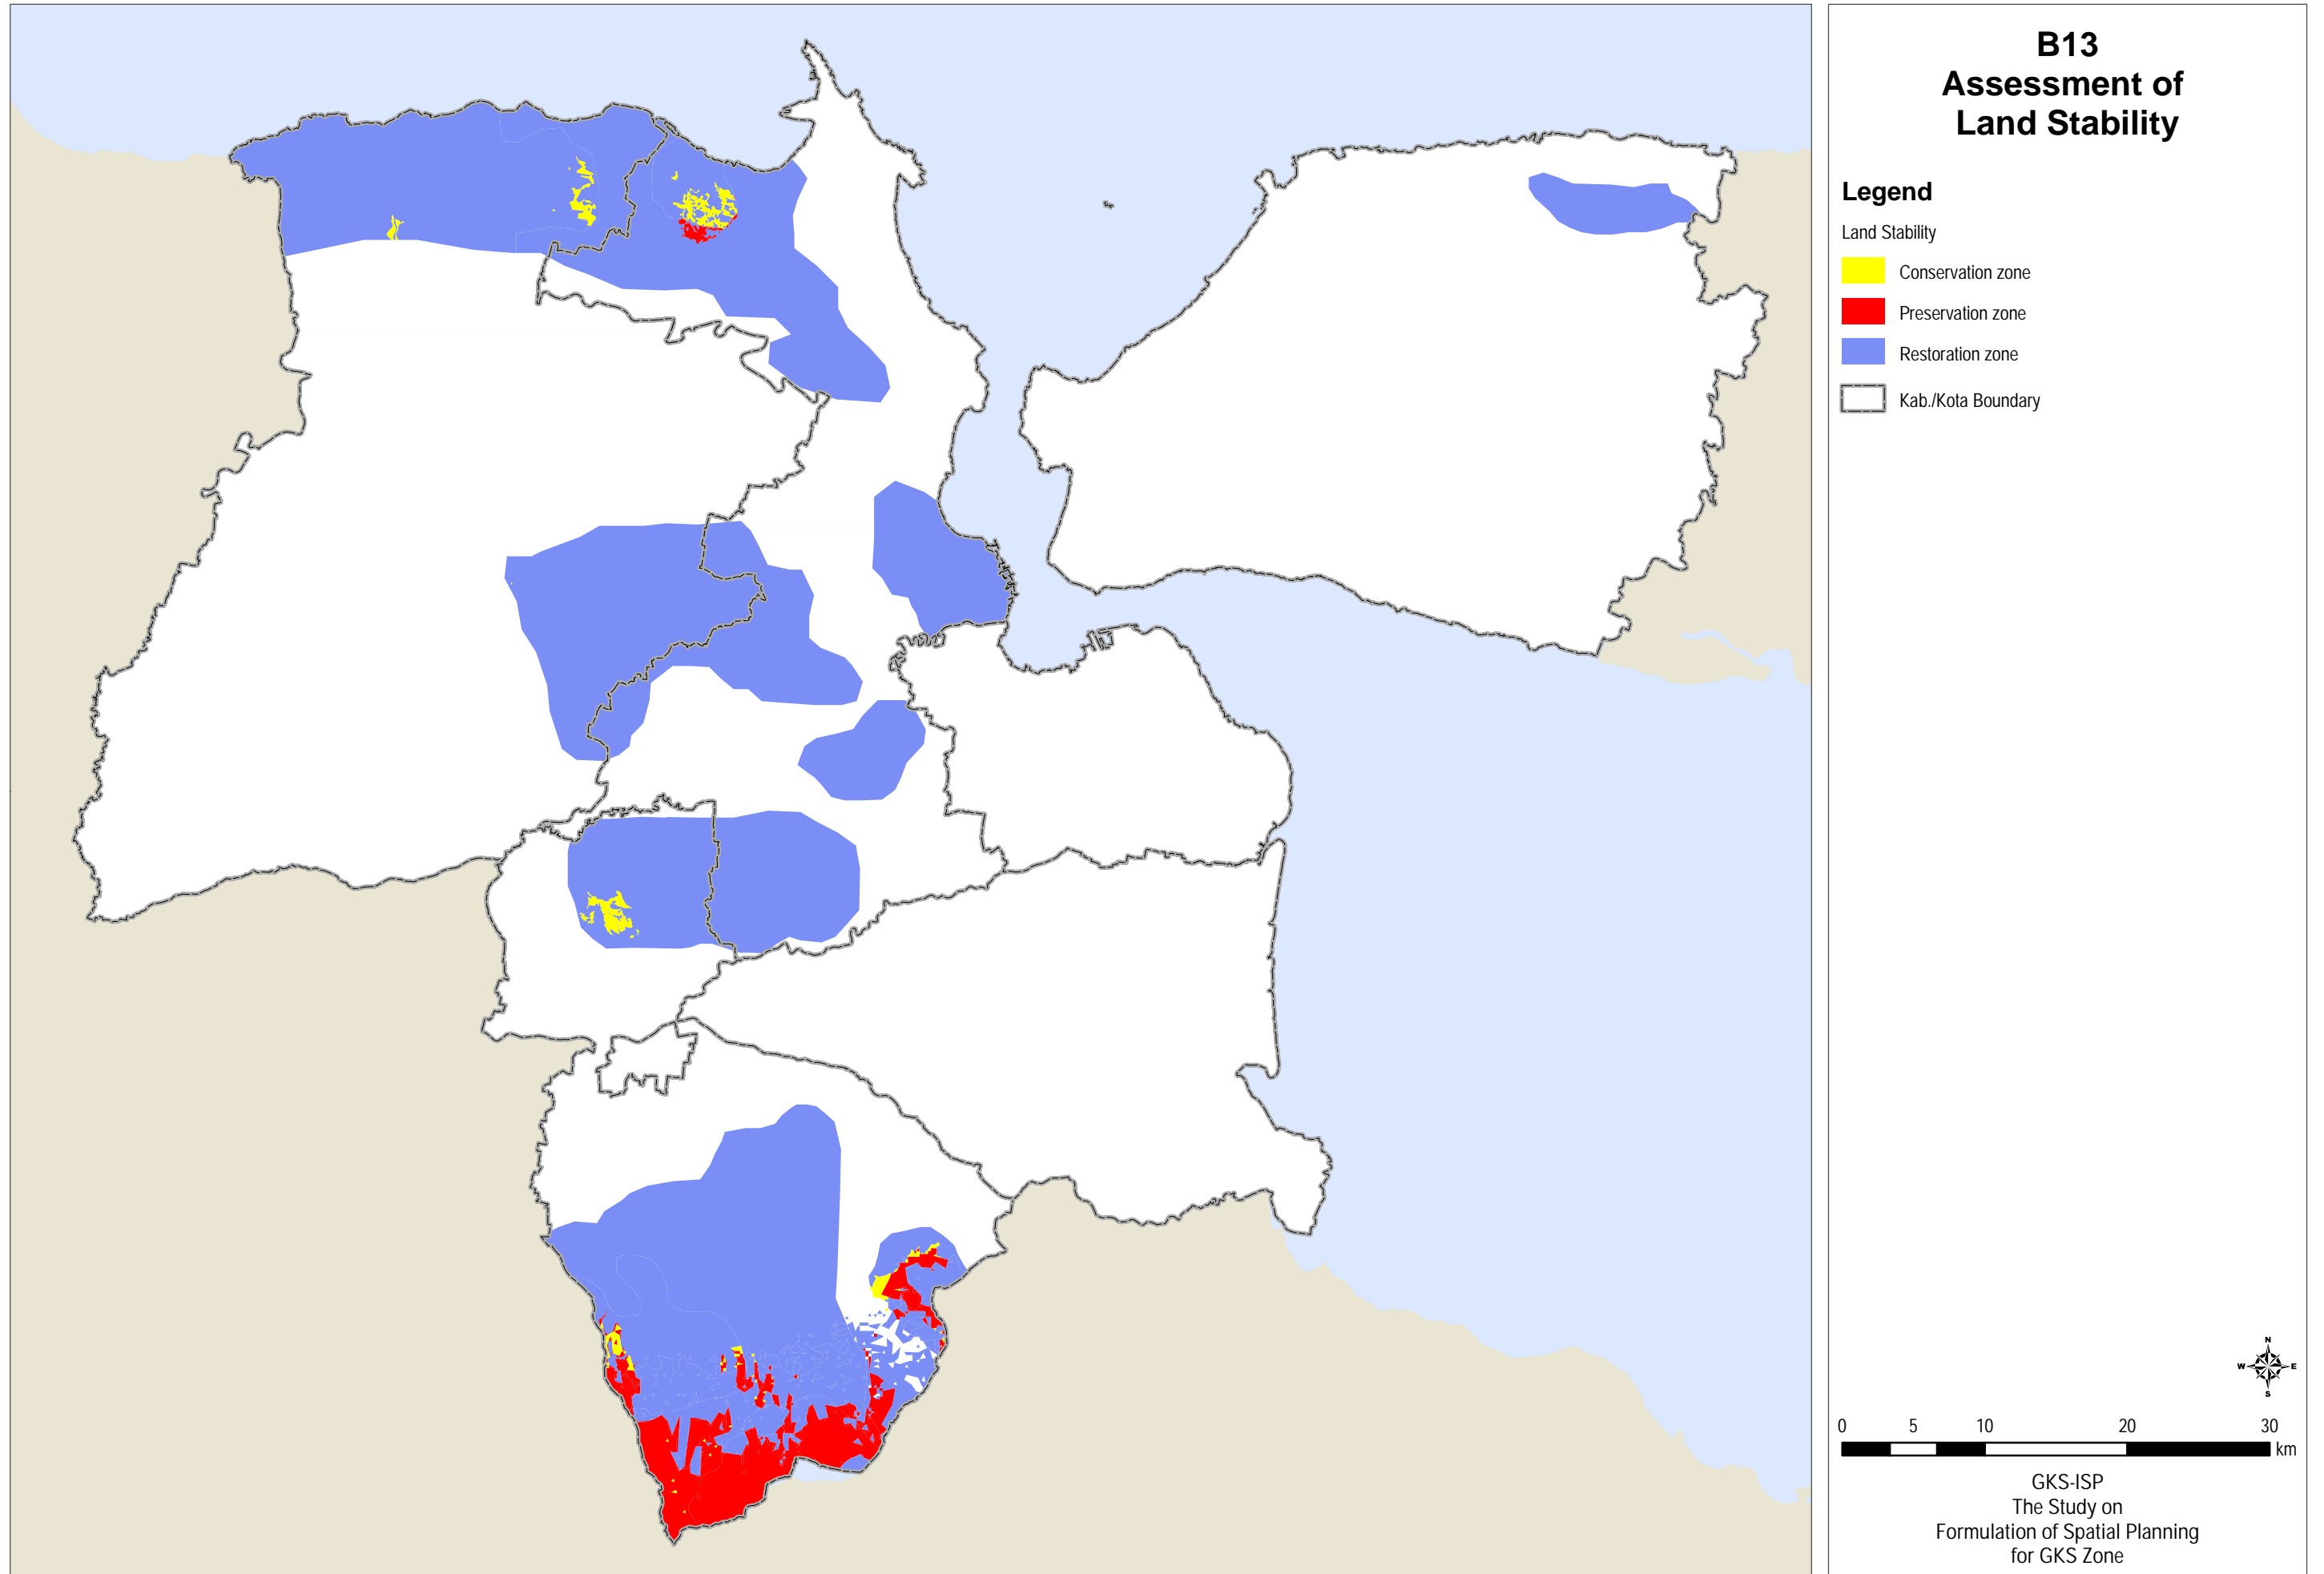 B13
Assessment of
Land Stability
Legend
Land Stability
Conservation zone
Preservation zone
Restoration zone
Kab./Kota Boundary
N
W E
S
0 5 10 20 30
km
GKS-ISP
The Study on
Formulation of Spatial Planning
for GKS Zone